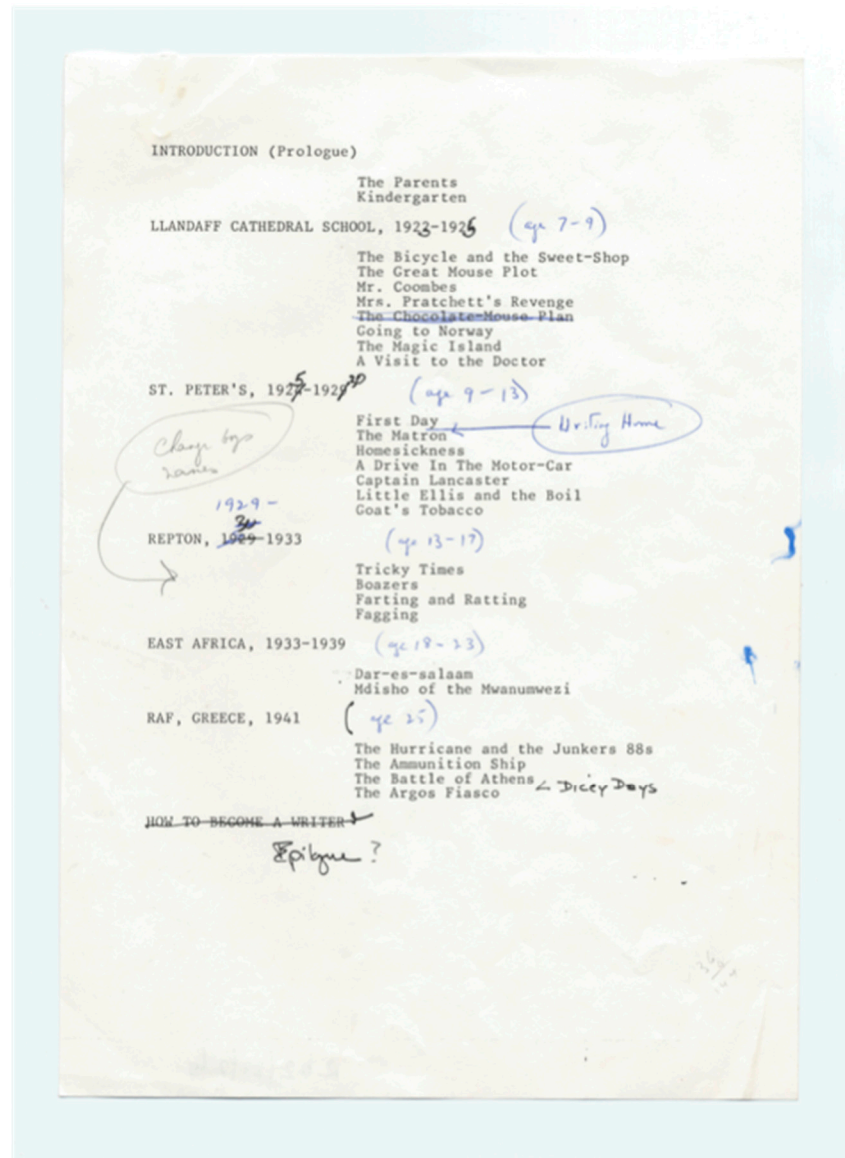 INTRODUCTION (Prologue)
The Parents
Kindergarten
LLANDAFF CATHEDRAL SCHOOL, 1923-1925 (age 7-9)
The Bicycle and the Sweet-Shop
The Great Mouse Plot
Mr. Coombes
Mrs. Pratchett's Revenge
The Chocolate-Mouse Plan
Going to Norway
The Magic Island
A Visit to the Doctor
ST. PETER'S, 1925-1929 (age 9-13)
First Day
Writing Home
The Matron
Change boys
names
Homesickness
A Drive In The Motor-Car
Captain Lancaster
Little Ellis and the Boil
Goat's Tobacco
1929-
REPTON, 1929-1933 (age 13-17)
Tricky Times
Boazers
Farting and Ratting
Fagging
EAST AFRICA, 1933-1939 (age 18-23)
Dar-es-salaam
Mdisho of the Mwanumwezi
RAF, GREECE, 1941 (age 25)
The Hurricane and the Junkers 88s
The Ammunition Ship
The Battle of Athens
Dicey Days
The Argos Fiasco
HOW TO BECOME A WRITER
Epilogue?